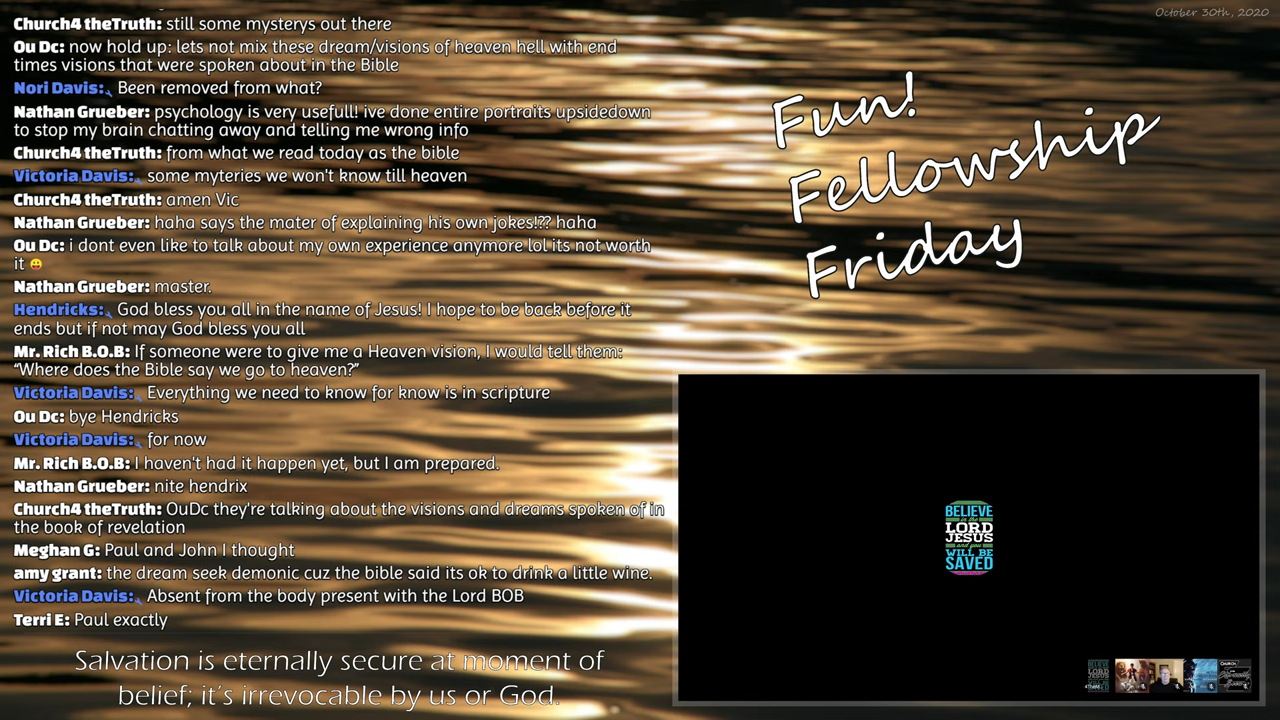 October 30th, 2020
Church4 theTruth: still some mysterys out there
Ou Dc: now hold up: lets not mix these dream/visions of heaven hell with end
times visions that were spoken about in the Bible
Nori Davis: Been removed from what?
Nathan Grueber: psychology is very usefull! ive done entire portraits upsidedown
to stop my brain chatting away and telling me wrong info
Church4 theTruth: from what we read today as the bible
Victoria Davis: some myteries we won't know till heaven
Church4 theTruth: amen Vic
Nathan Grueber: haha says the mater of explaining his own jokes!?? haha
Ou Dc: i dont even like to talk about my own experience anymore lol its not worth
it 😛
Nathan Grueber: master.
Hendricks: God bless you all in the name of Jesus! I hope to be back before it
ends but if not may God bless you all
Mr. Rich B.O.B: If someone were to give me a Heaven vision, I would tell them:
“Where does the Bible say we go to heaven?”
Victoria Davis: Everything we need to know for know is in scripture
Ou Dc: bye Hendricks
Victoria Davis: for now
Mr. Rich B.O.B: I haven't had it happen yet, but I am prepared.
Nathan Grueber: nite hendrix
Church4 theTruth: OuDc they're talking about the visions and dreams spoken of in
the book of revelation
Meghan G: Paul and John I thought
amy grant: the dream seek demonic cuz the bible said its ok to drink a little wine.
Victoria Davis: Absent from the body present with the Lord BOB
Terri E: Paul exactly
Salvation is eternally secure at moment of
belief; it's irrevocable by us or God.
Fun!
Fellowship
Friday
BELIEVE
in the
LORD
JESUS
and you
WILL BE
SAVED